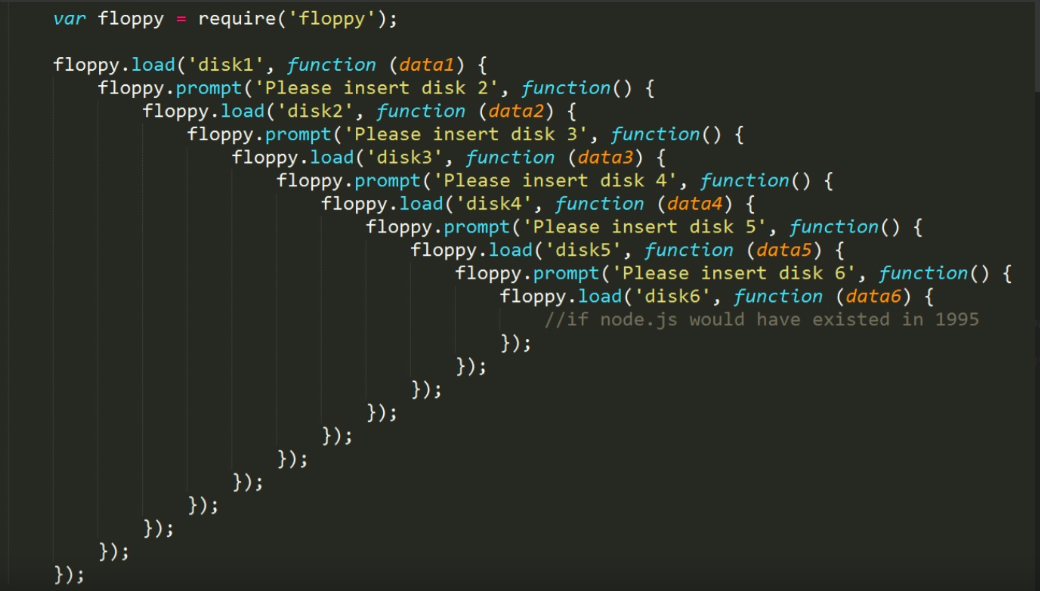 var floppy = require('floppy');

floppy.load('disk1', function (data1) {
    floppy.prompt('Please insert disk 2', function() {
        floppy.load('disk2', function (data2) {
            floppy.prompt('Please insert disk 3', function() {
                floppy.load('disk3', function (data3) {
                    floppy.prompt('Please insert disk 4', function() {
                        floppy.load('disk4', function (data4) {
                            floppy.prompt('Please insert disk 5', function() {
                                floppy.load('disk5', function (data5) {
                                    floppy.prompt('Please insert disk 6', function() {
                                        floppy.load('disk6', function (data6) {
                                            //if node.js would have existed in 1995
                                        });
                                    });
                                });
                            });
                        });
                    });
                });
            });
        });
    });
});